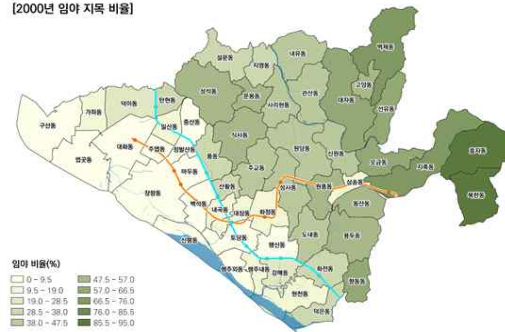 [2000년 임야 지목 비율]
설문동
지영동
내유동
벽제동
고양동
선유동
덕이동
탄현동
성석동
문봉동
사리현동
관산동
대자동
구산동
가좌동
일산동
중산동
식사동
원당동
신원동
오금동
지축동
효자동
법곳동
대화동
주엽동
정발산동
풍동
마두동
주교동
북한동
장항동
백석동
산황동
내곡동
대장동
화정동
성사동
원흥동
삼송동
동산동
신평동
토당동
행신동
도내동
용두동
행주외동
행주내동
강매동
화전동
향동동
현천동
덕은동
임야 비율(%)
0 – 9.5
9.5 – 19.0
19.0 – 28.5
28.5 – 38.0
38.0 – 47.5
47.5 – 57.0
57.0 – 66.5
66.5 – 76.0
76.0 – 85.5
85.5 – 95.0